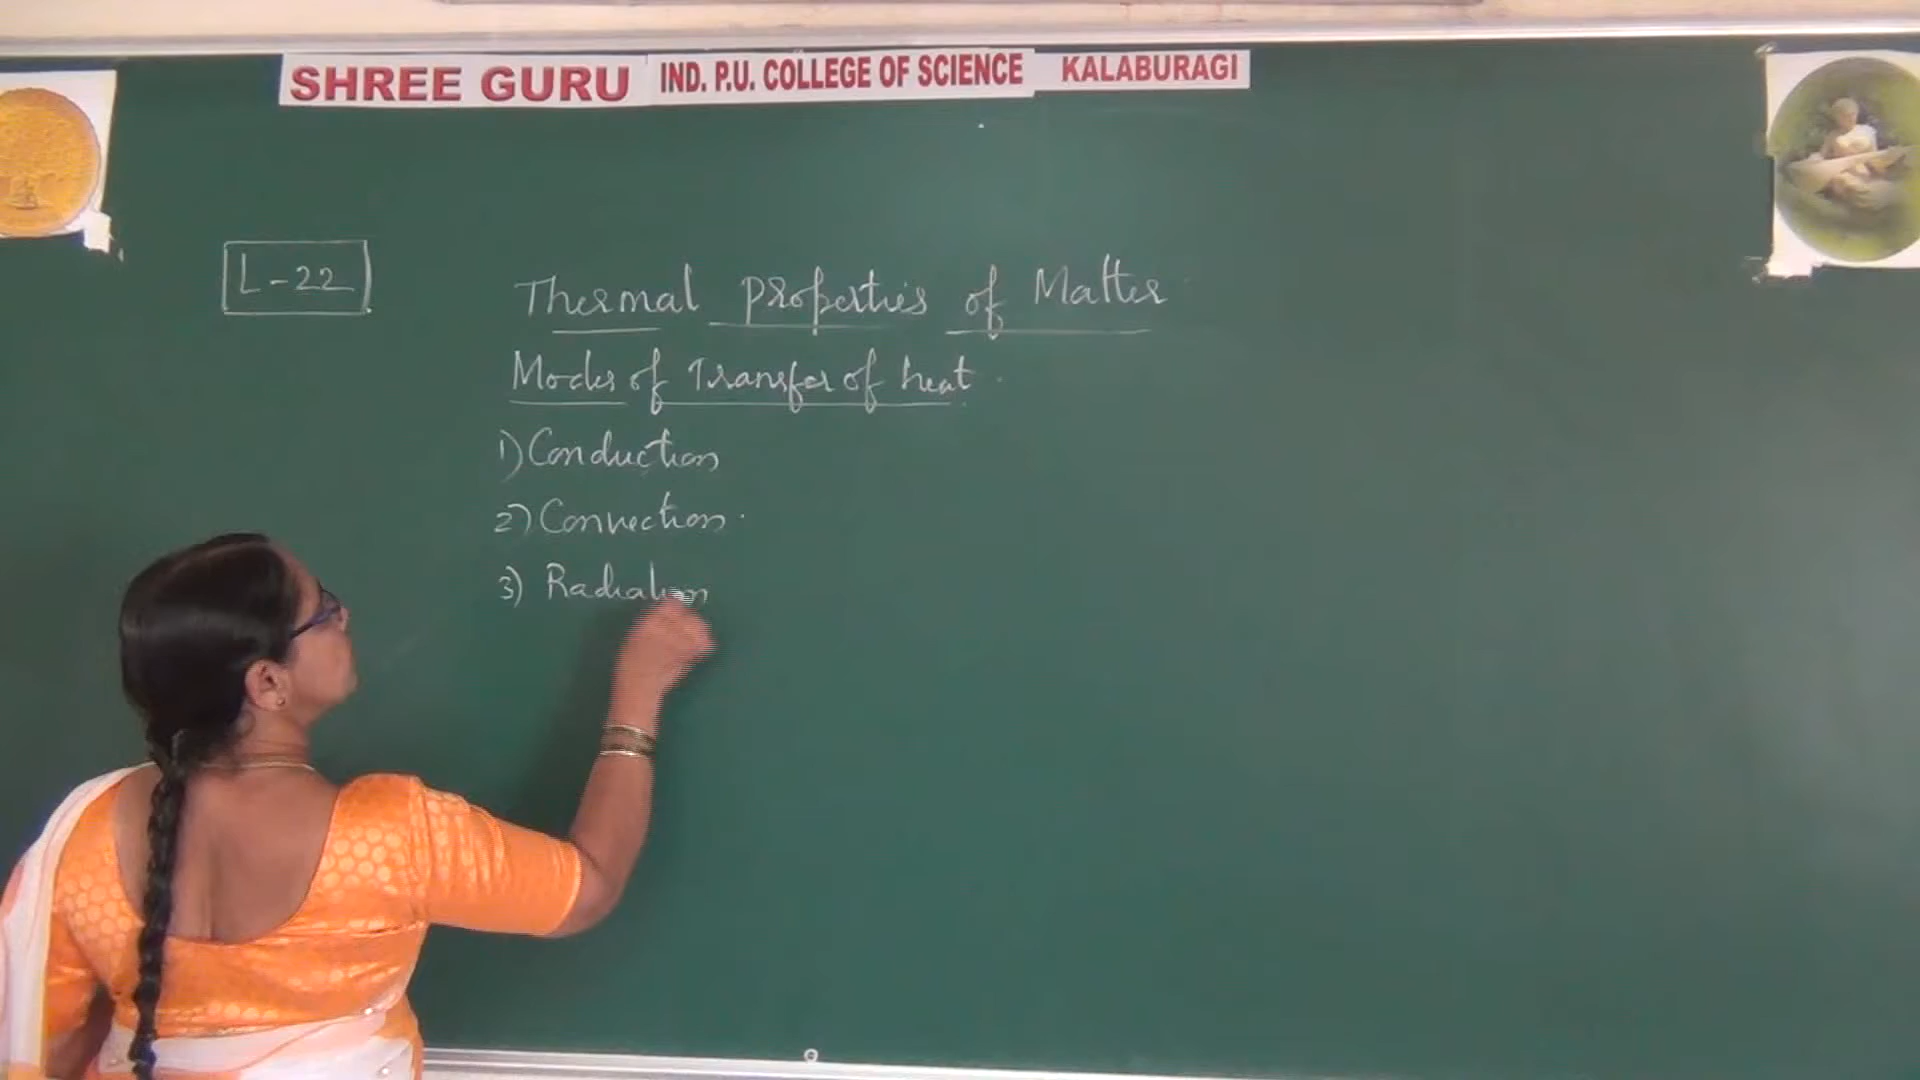 SHREE GURU IND. P.U. COLLEGE OF SCIENCE KALABURAGI
L-22
Thermal properties of Matter
Modes of Transfer of heat.
1) Conduction
2) Convection.
3) Radiation